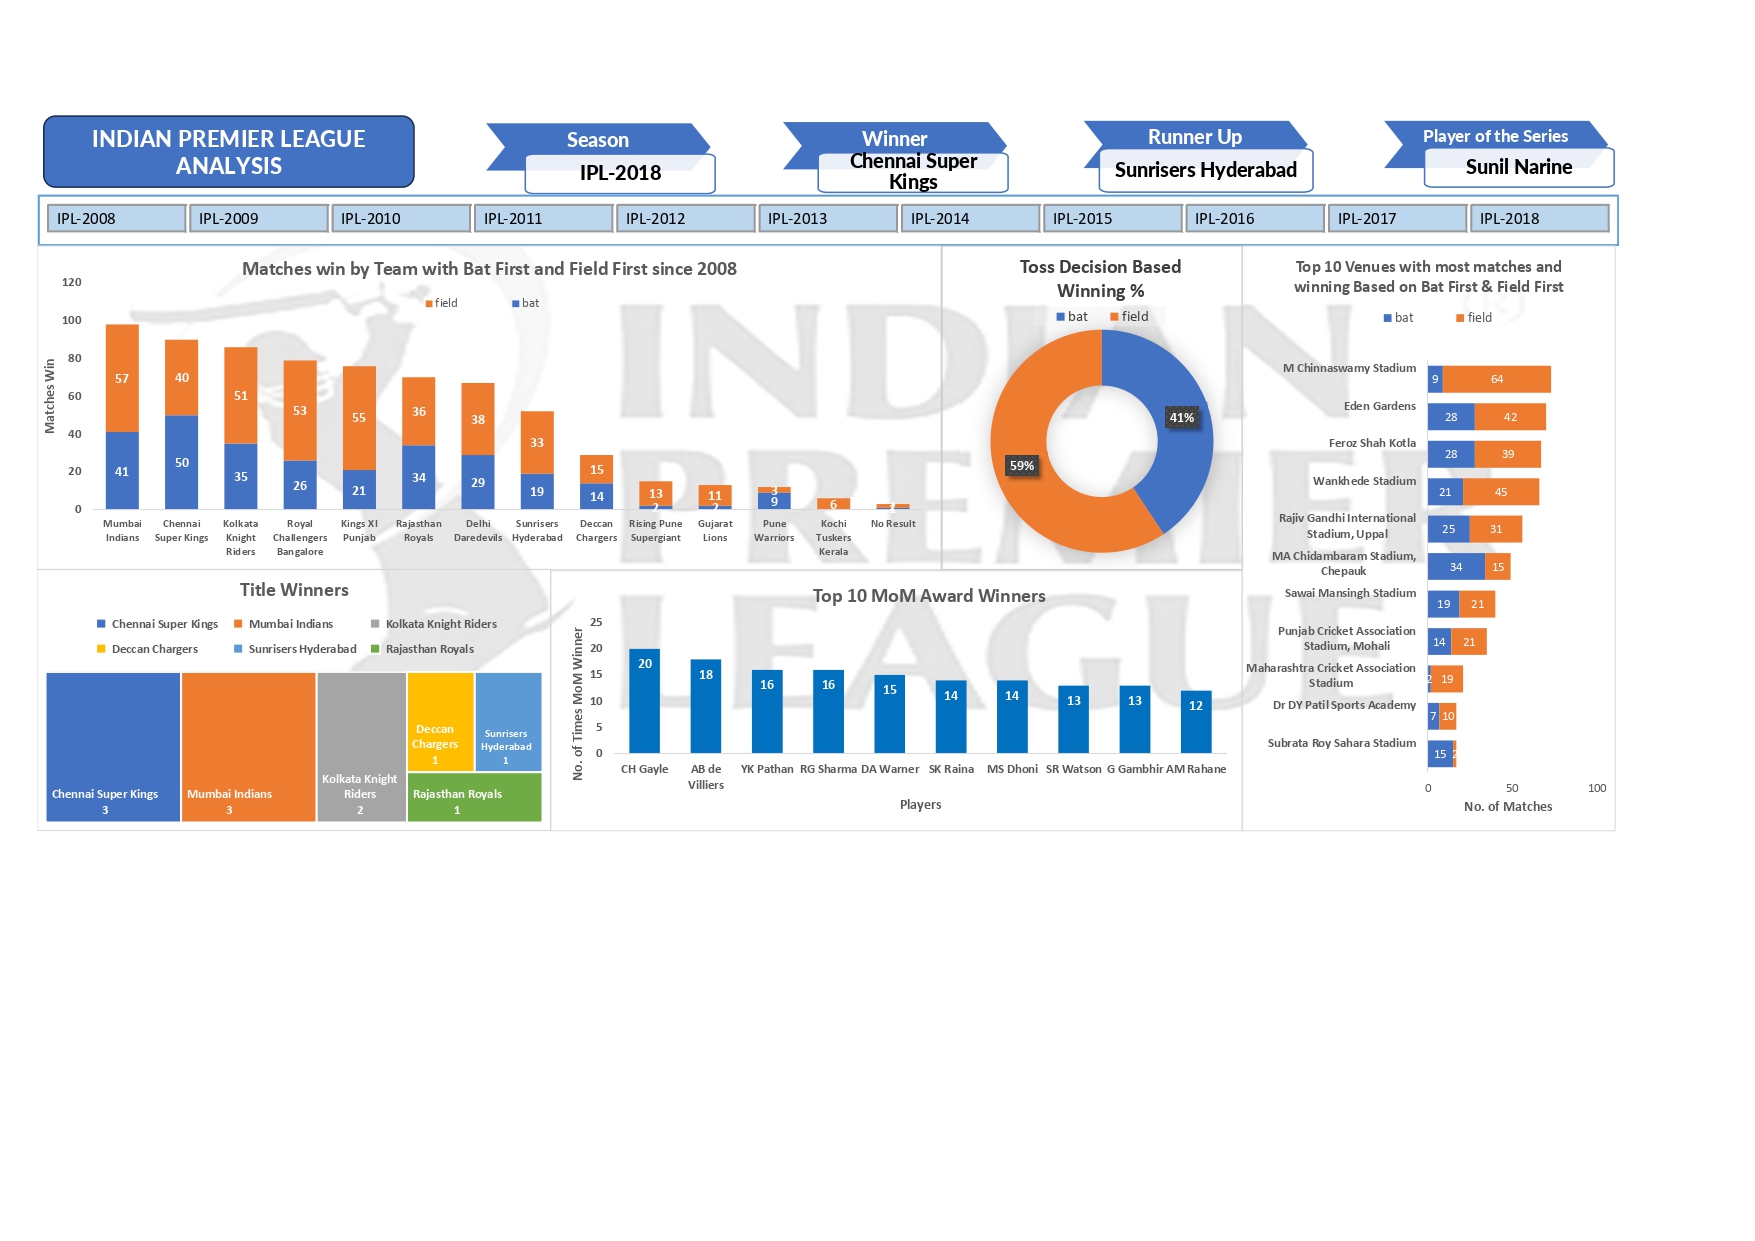 INDIAN PREMIER LEAGUE
ANALYSIS
Season
IPL-2018
Winner
Chennai Super
Kings
Runner Up
Sunrisers Hyderabad
Player of the Series
Sunil Narine
IPL-2008 IPL-2009 IPL-2010 IPL-2011 IPL-2012 IPL-2013 IPL-2014 IPL-2015 IPL-2016 IPL-2017 IPL-2018
INDIAN
PREMIER
LEAGUE
Matches win by Team with Bat First and Field First since 2008
field bat
Matches Win
120
100
80
60
40
20
0
57 40 51 53 55 36 38 33 15 13 11 3 6
41 50 35 26 21 34 29 19 14 2 2 9
Mumbai
Indians
Chennai
Super Kings
Kolkata
Knight
Riders
Royal
Challengers
Bangalore
Kings XI
Punjab
Rajasthan
Royals
Delhi
Daredevils
Sunrisers
Hyderabad
Deccan
Chargers
Rising Pune
Supergiant
Gujarat
Lions
Pune
Warriors
Kochi
Tuskers
Kerala
No Result
Toss Decision Based
Winning %
bat field
41%
59%
Top 10 Venues with most matches and
winning Based on Bat First & Field First
bat field
M Chinnaswamy Stadium
9 64
Eden Gardens
28 42
Feroz Shah Kotla
28 39
Wankhede Stadium
21 45
Rajiv Gandhi International
Stadium, Uppal
25 31
MA Chidambaram Stadium,
Chepauk
34 15
Sawai Mansingh Stadium
19 21
Punjab Cricket Association
Stadium, Mohali
14 21
Maharashtra Cricket Association
Stadium
2 19
Dr DY Patil Sports Academy
7 10
Subrata Roy Sahara Stadium
15 2
0 50 100
No. of Matches
Title Winners
Chennai Super Kings Mumbai Indians Kolkata Knight Riders
Deccan Chargers Sunrisers Hyderabad Rajasthan Royals
Chennai Super Kings
3
Mumbai Indians
3
Kolkata Knight
Riders
2
Deccan
Chargers
1
Sunrisers
Hyderabad
1
Rajasthan Royals
1
Top 10 MoM Award Winners
No. of Times MoM Winner
25
20
15
10
5
0
20 18 16 16 15 14 14 13 13 12
CH Gayle
AB de
Villiers
YK Pathan
RG Sharma
DA Warner
SK Raina
MS Dhoni
SR Watson
G Gambhir
AM Rahane
Players